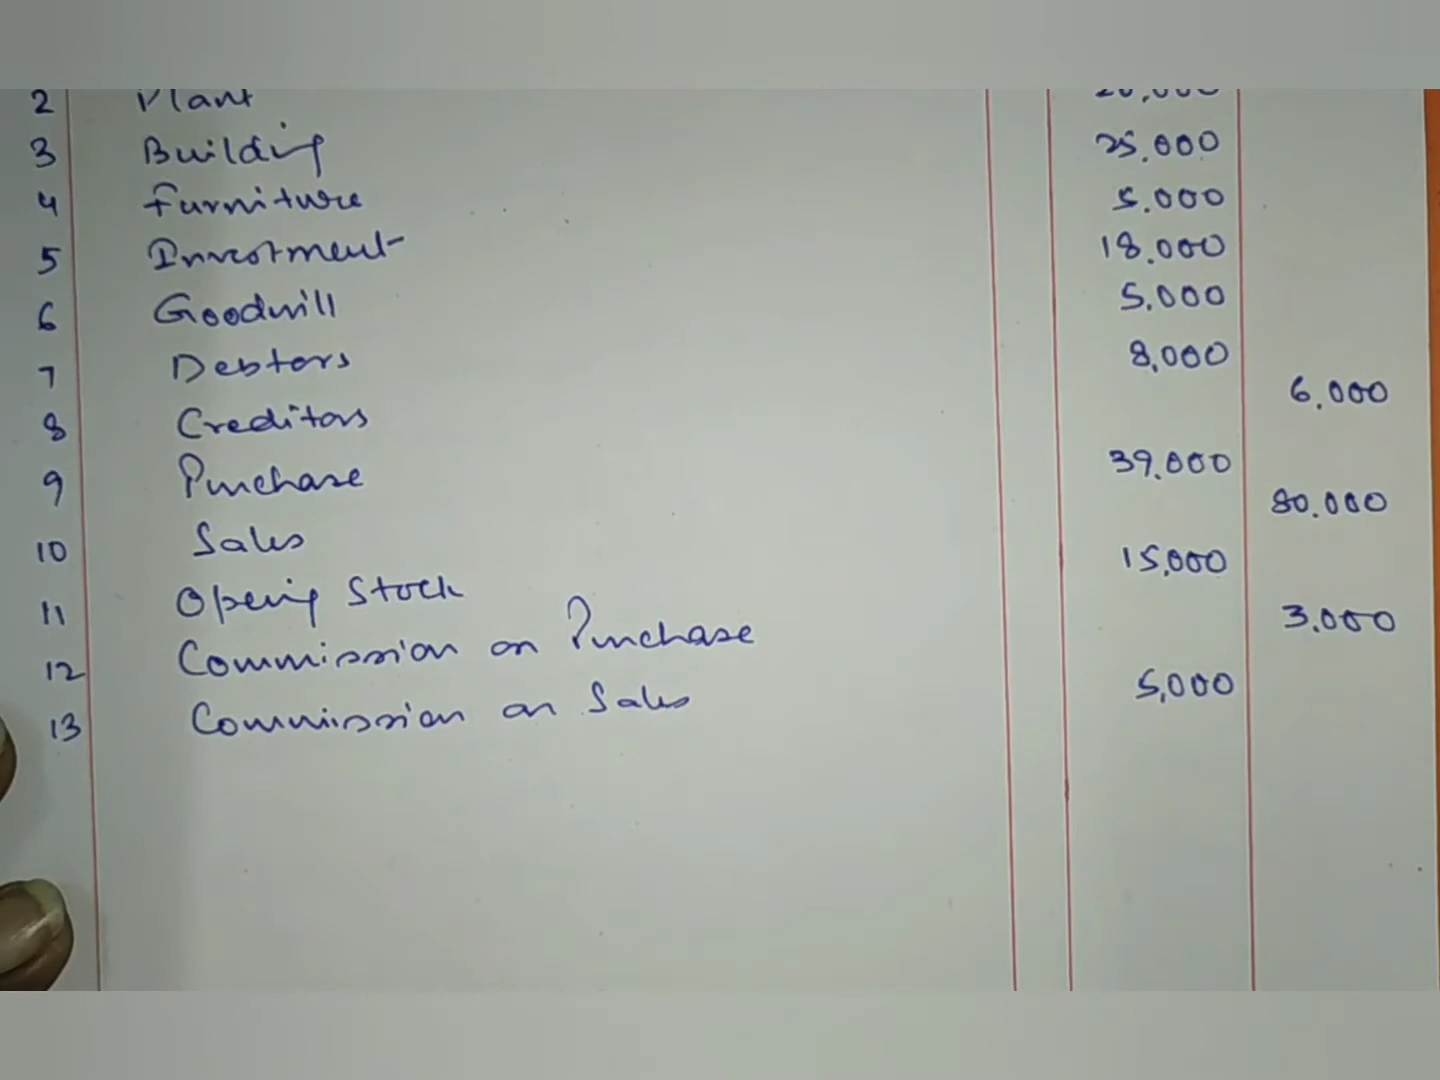 2 Plant 20,000
3 Building 25.000
4 Furniture 5.000
5 Investment 18.000
6 Goodwill 5.000
7 Debtors 8,000
8 Creditors 6.000
9 Purchase 39.000
10 Sales 80.000
11 Opening Stock 15,000
12 Commission on Purchase 3.000
13 Commission on Sales 5,000